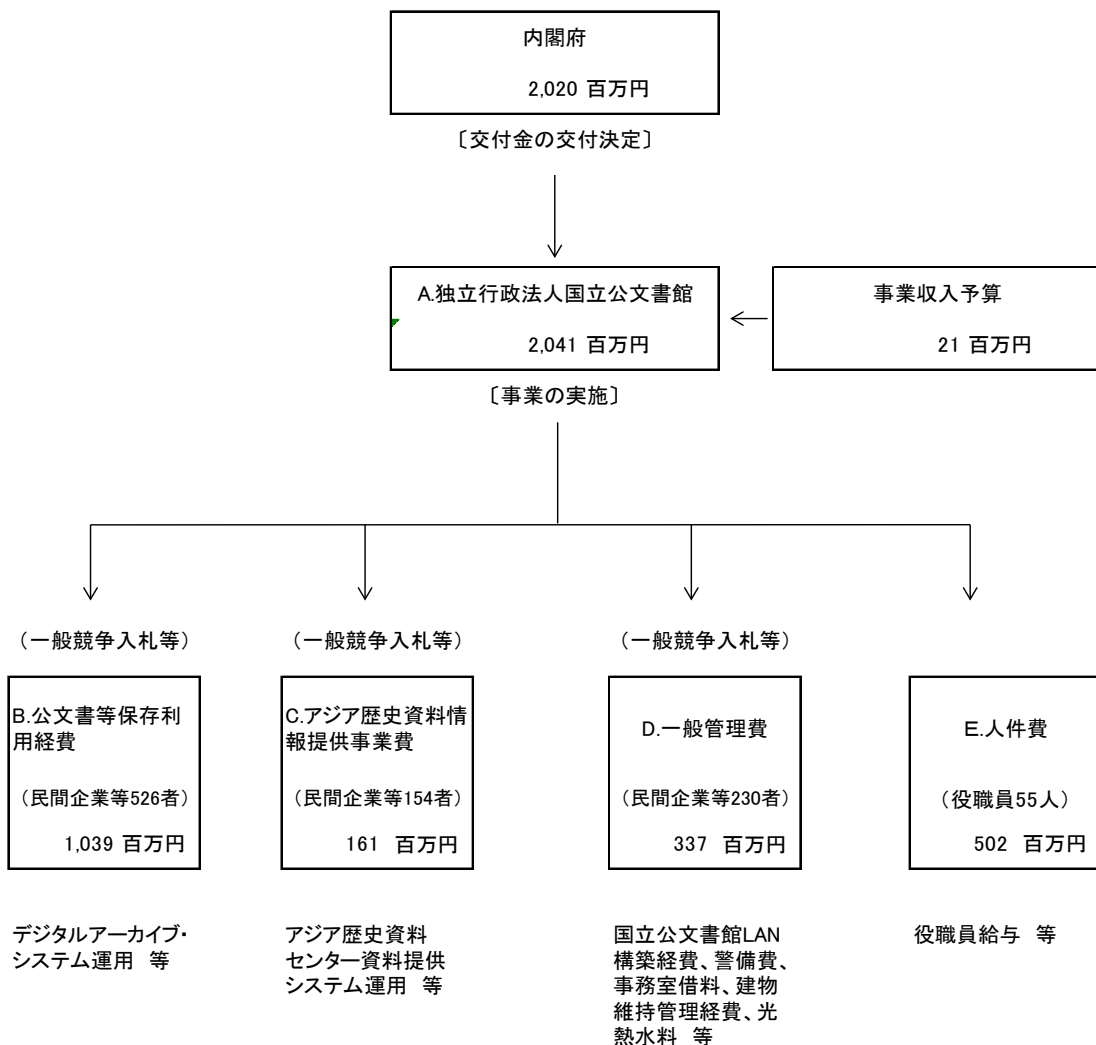 内閣府
2,020 百万円
〔交付金の交付決定〕
A.独立行政法人国立公文書館
2,041 百万円
事業収入予算
21 百万円
〔事業の実施〕
（一般競争入札等）
B.公文書等保存利
用経費
（民間企業等526者）
1,039 百万円
デジタルアーカイブ・
システム運用 等
（一般競争入札等）
C.アジア歴史資料情
報提供事業費
（民間企業等154者）
161 百万円
アジア歴史資料
センター資料提供
システム運用 等
（一般競争入札等）
D.一般管理費
（民間企業等230者）
337 百万円
国立公文書館LAN
構築経費、警備費、
事務室借料、建物
維持管理経費、光
熱水料 等
E.人件費
（役職員55人）
502 百万円
役職員給与 等